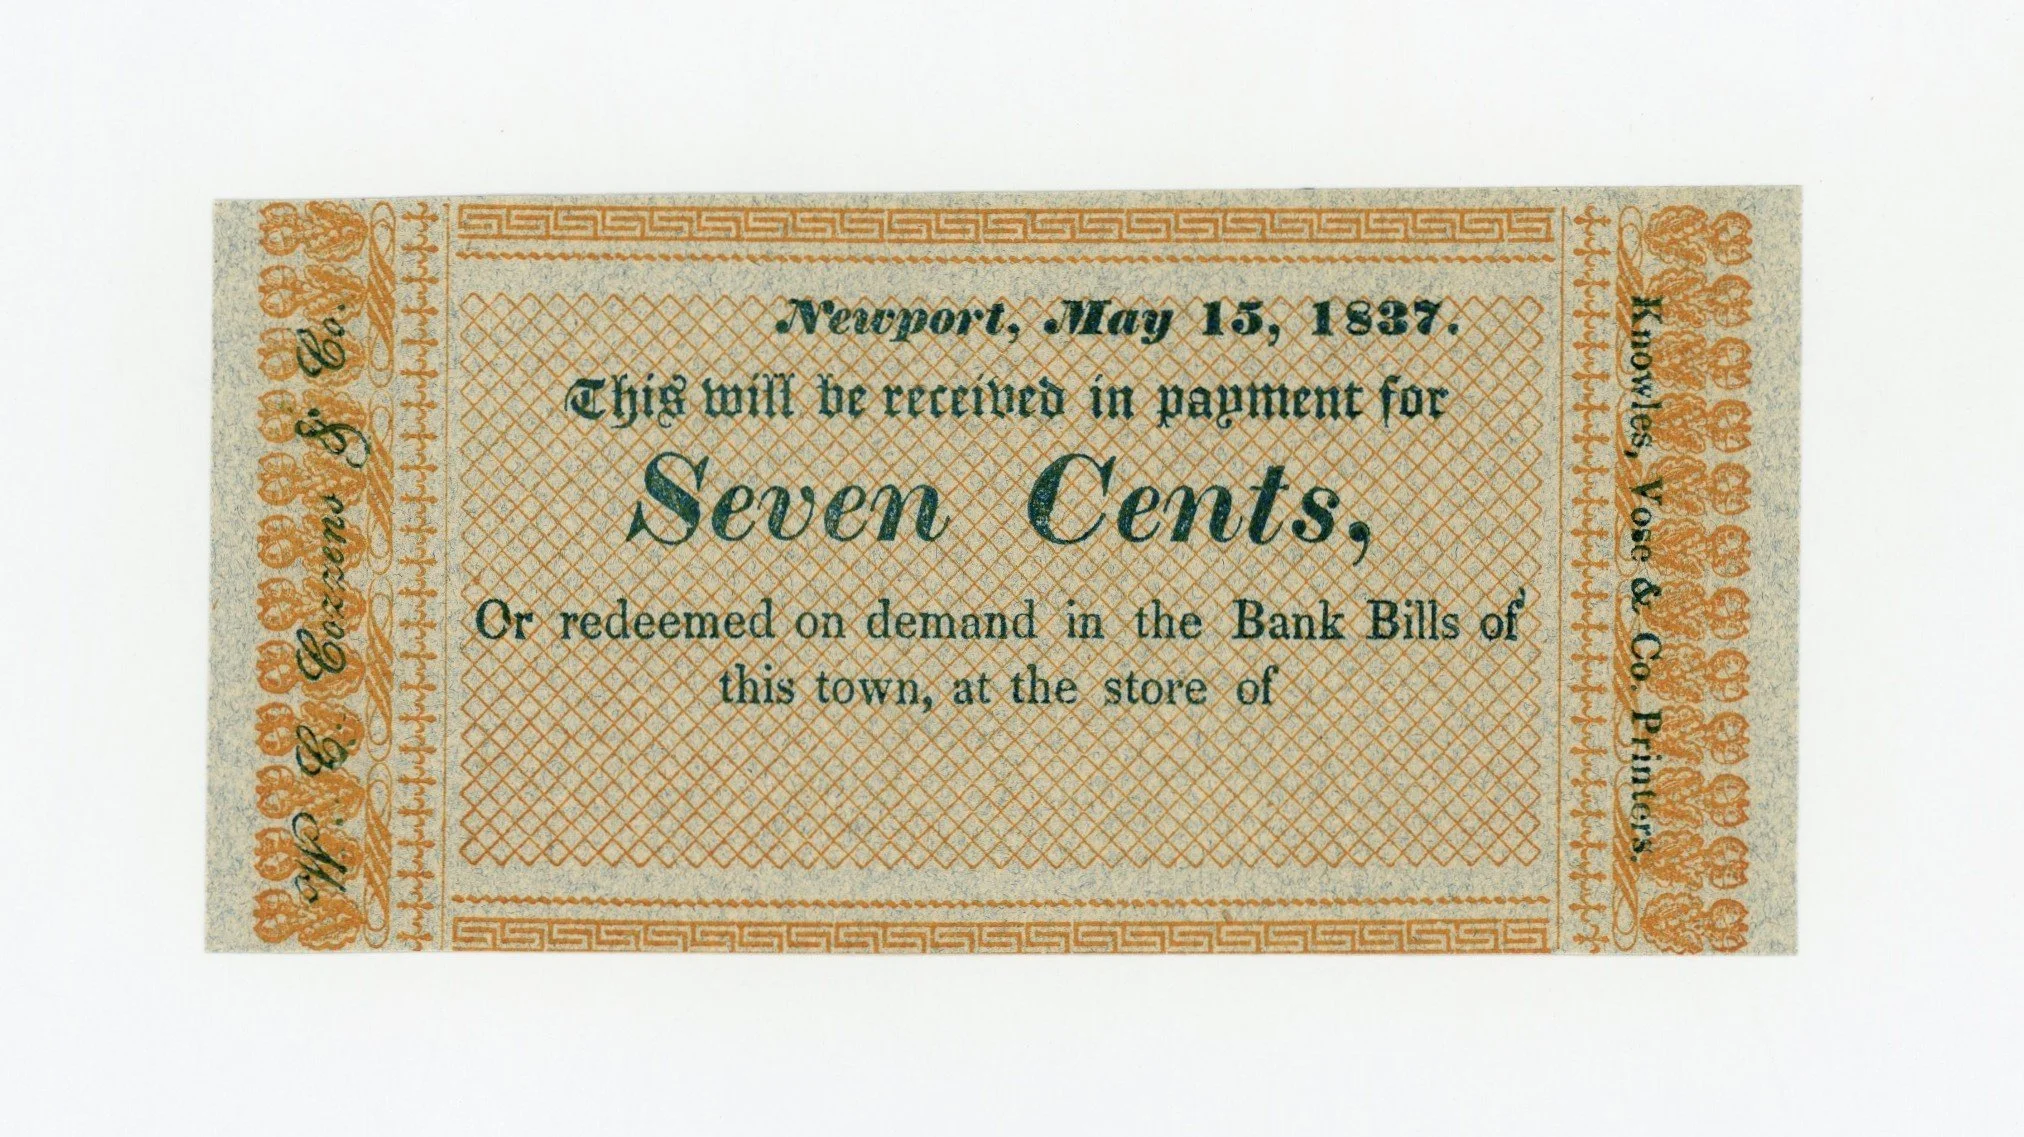 Newport, May 15, 1837.
This will be received in payment for
Seven Cents,
Or redeemed on demand in the Bank Bills of
this town, at the store of
Cozzens & Co.
Knowles, Vose & Co. Printers.